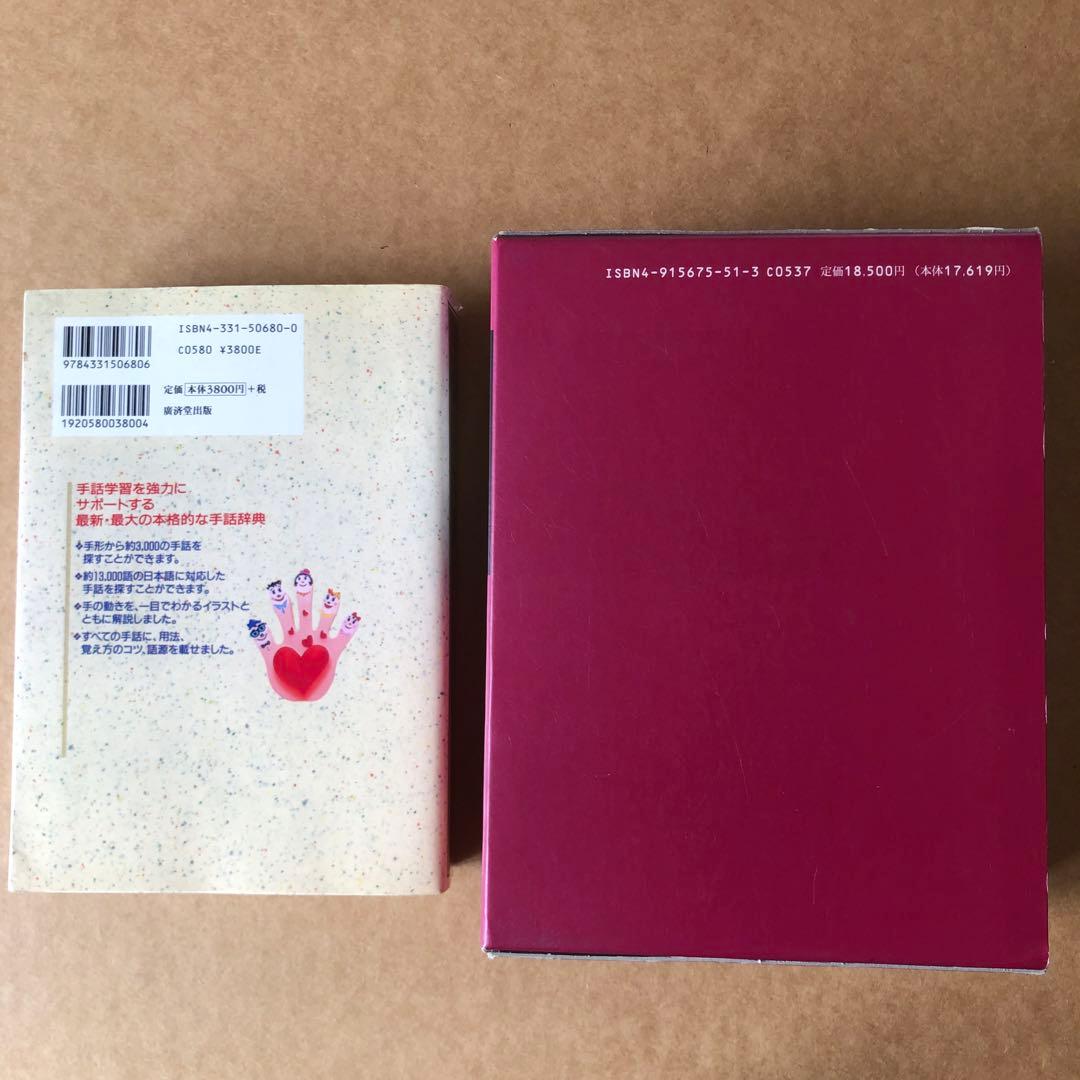 ISBN4-331-50680-0
9784331506806
C0580 ¥3800E
1920580038004
定価 本体3800円 +税
廣済堂出版
手話学習を強力に
サポートする
最新・最大の本格的な手話辞典
❖手形から約3,000の手話を
探すことができます。
❖約13,000語の日本語に対応した
手話を探すことができます。
❖手の動きを、一目でわかるイラストと
ともに解説しました。
❖すべての手話に、用法、
覚え方のコツ、語源を載せました。
ISBN4-915675-51-3 C0537 定価18,500円 (本体17,619円)